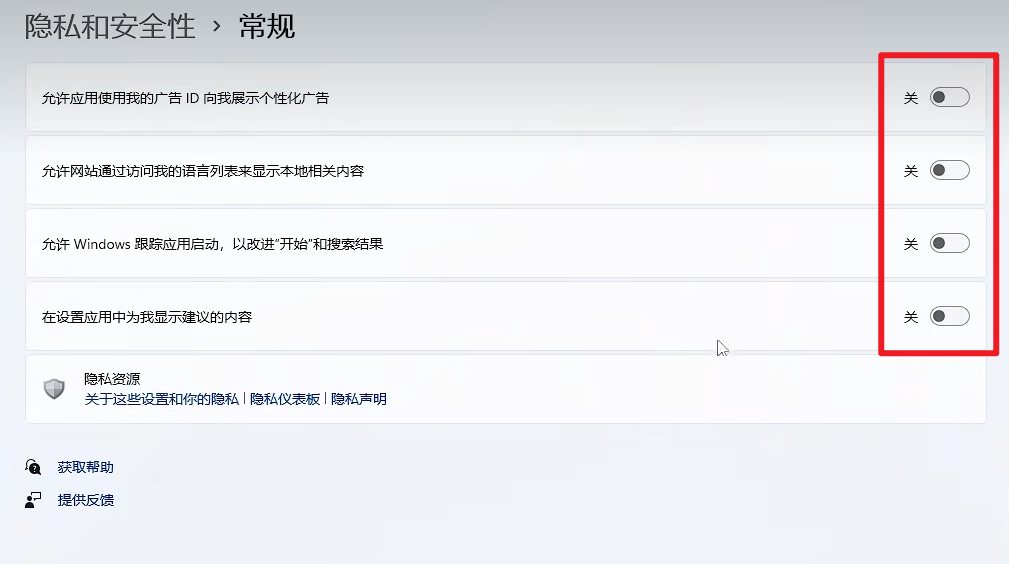 隐私和安全性 › 常规
允许应用使用我的广告 ID 向我展示个性化广告
关
允许网站通过访问我的语言列表来显示本地相关内容
关
允许 Windows 跟踪应用启动，以改进"开始"和搜索结果
关
在设置应用中为我显示建议的内容
关
隐私资源
关于这些设置和你的隐私 | 隐私仪表板 | 隐私声明
获取帮助
提供反馈